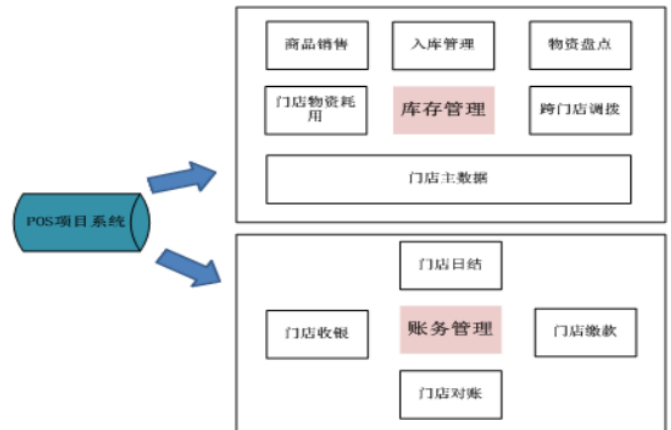 商品销售
入库管理
物资盘点
门店物资耗
用
库存管理
跨门店调拨
门店主数据
POS项目系统
门店日结
门店收银
账务管理
门店缴款
门店对账